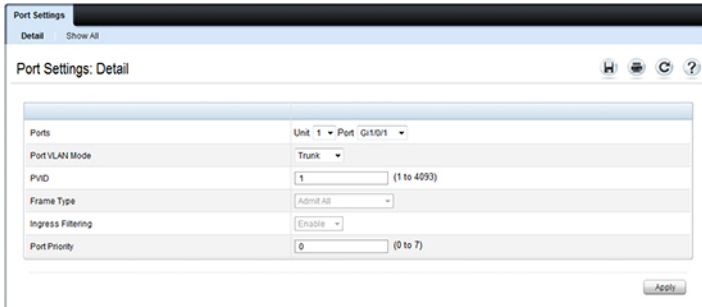 Port Settings
Detail Show All
Port Settings: Detail
Ports Unit 1 Port Gi1/0/1
Port VLAN Mode Trunk
PVID 1 (1 to 4093)
Frame Type Admit All
Ingress Filtering Enable
Port Priority 0 (0 to 7)
Apply